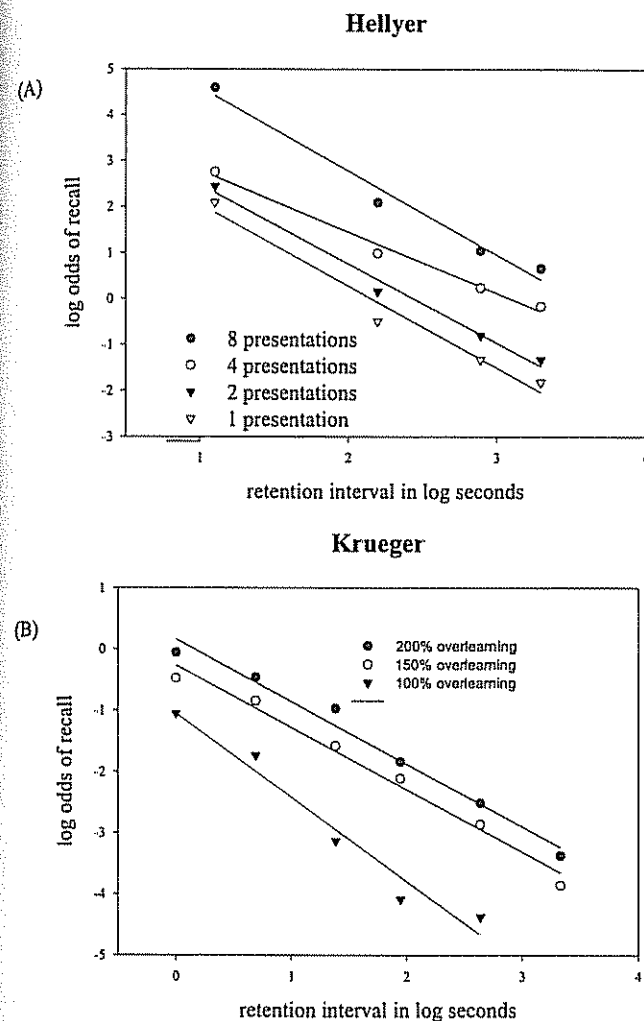 Hellyer
(A)
5
4
3
2
1
0
-1
-2
-3
log odds of recall
8 presentations
4 presentations
2 presentations
1 presentation
1
2
3
4
retention interval in log seconds
Krueger
(B)
1
0
-1
-2
-3
-4
-5
log odds of recall
200% overlearning
150% overlearning
100% overlearning
0
1
2
3
4
retention interval in log seconds